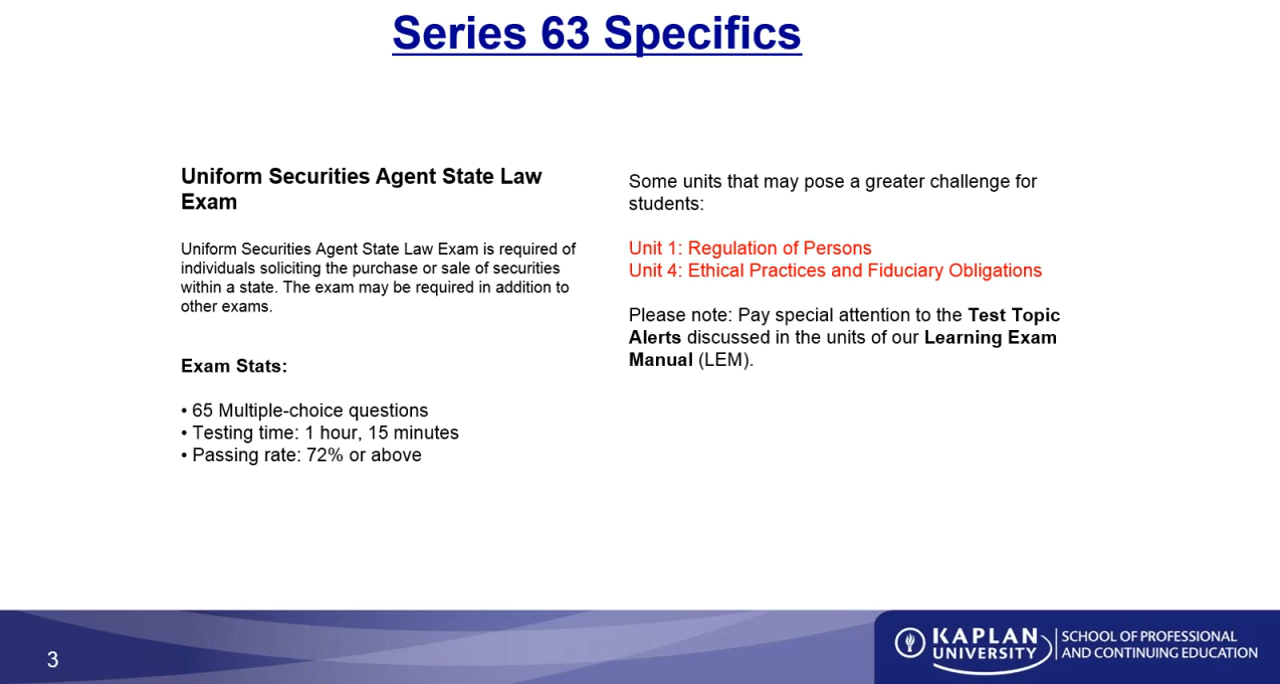 Series 63 Specifics
Uniform Securities Agent State Law
Exam
Uniform Securities Agent State Law Exam is required of
individuals soliciting the purchase or sale of securities
within a state. The exam may be required in addition to
other exams.
Exam Stats:
• 65 Multiple-choice questions
• Testing time: 1 hour, 15 minutes
• Passing rate: 72% or above
Some units that may pose a greater challenge for
students:
Unit 1: Regulation of Persons
Unit 4: Ethical Practices and Fiduciary Obligations
Please note: Pay special attention to the Test Topic
Alerts discussed in the units of our Learning Exam
Manual (LEM).
3
KAPLAN
UNIVERSITY
SCHOOL OF PROFESSIONAL
AND CONTINUING EDUCATION